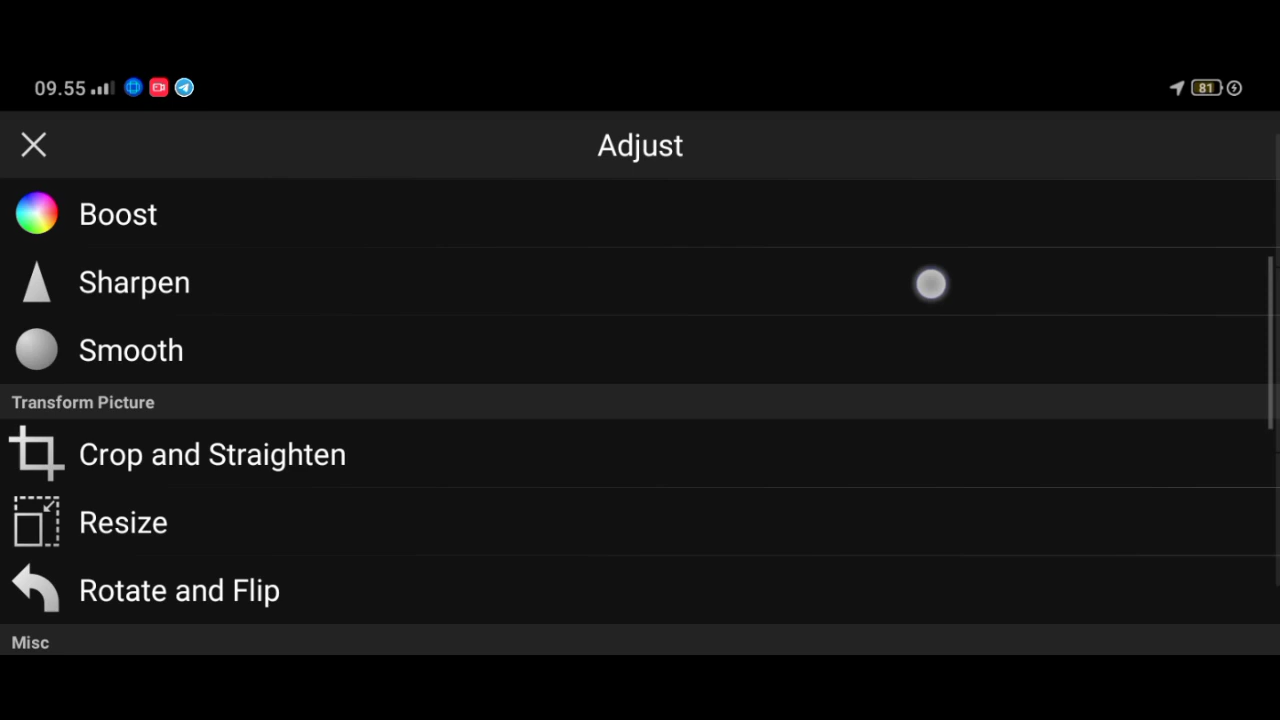 09.55
81
Adjust
Boost
Sharpen
Smooth
Transform Picture
Crop and Straighten
Resize
Rotate and Flip
Misc